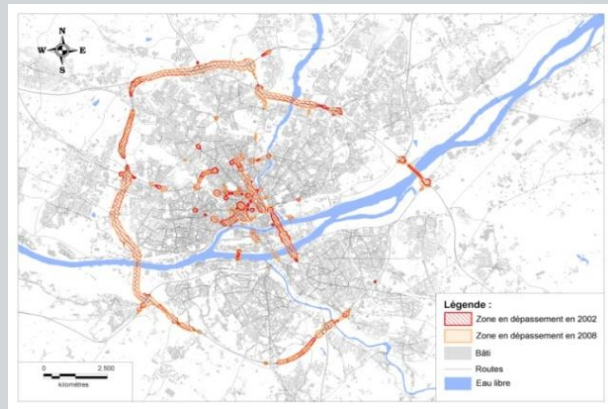 N
W E
S
Légende :
Zone en dépassement en 2002
Zone en dépassement en 2008
Bâti
Routes
Eau libre
0 2.500
kilomètres